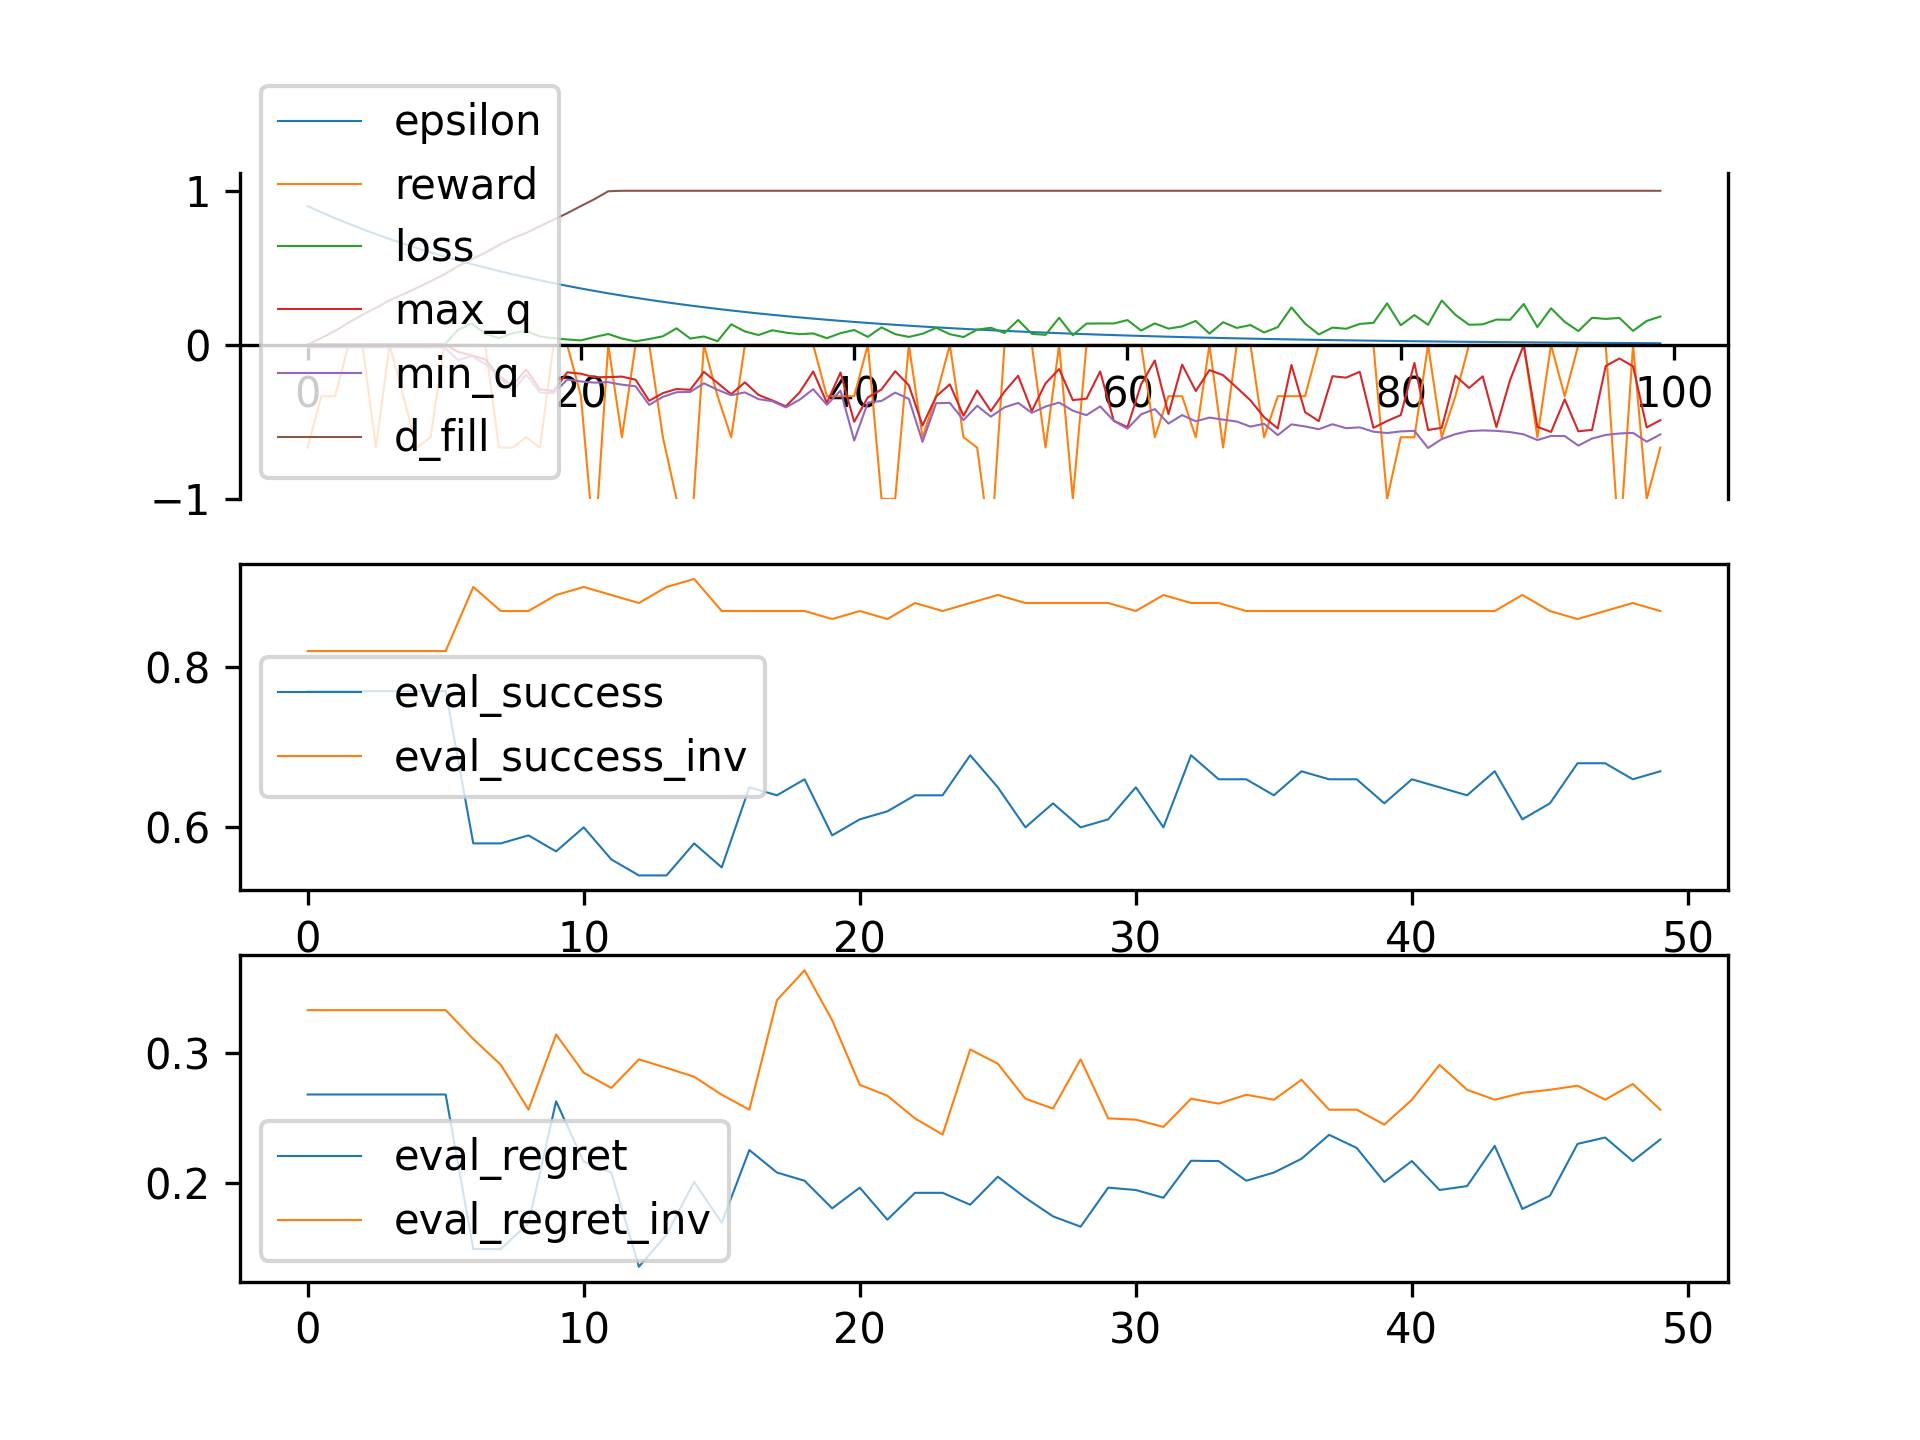 epsilon
reward
loss
max_q
min_q
d_fill
1
0
−1
0 20 40 60 80 100
eval_success
eval_success_inv
0.8
0.6
0 10 20 30 40 50
eval_regret
eval_regret_inv
0.3
0.2
0 10 20 30 40 50